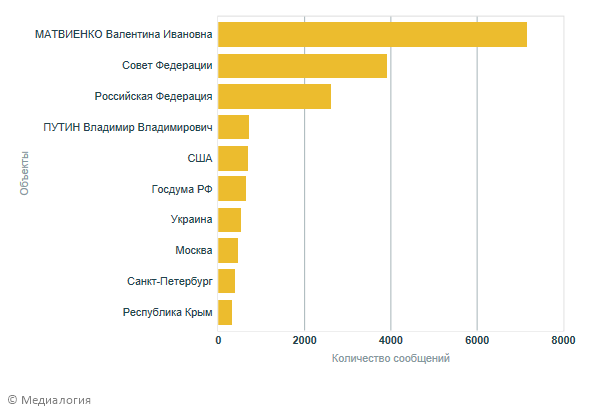 МАТВИЕНКО Валентина Ивановна
Совет Федерации
Российская Федерация
ПУТИН Владимир Владимирович
США
Госдума РФ
Украина
Москва
Санкт-Петербург
Республика Крым
Объекты
0 2000 4000 6000 8000
Количество сообщений
© Медиалогия